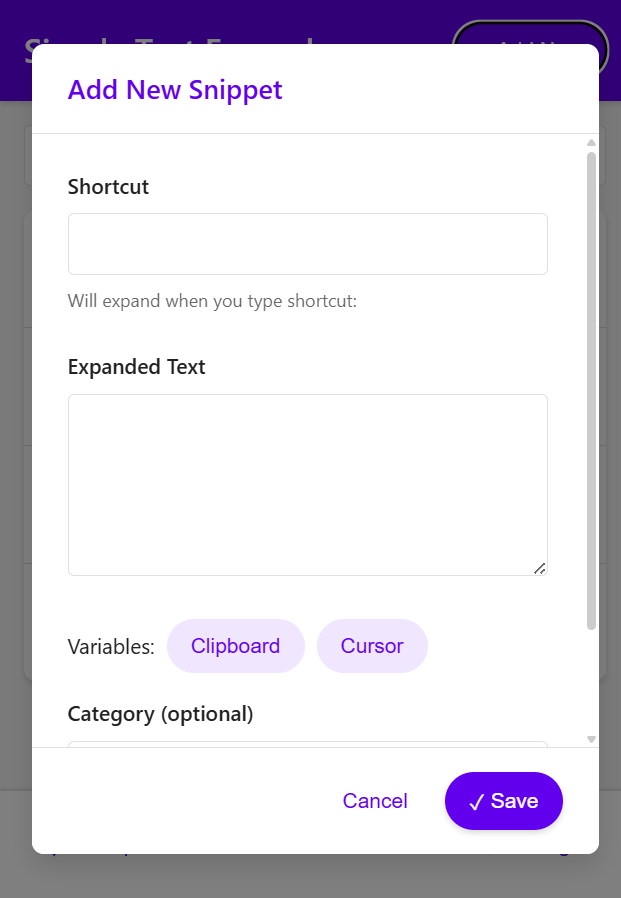 Add New Snippet
Shortcut
Will expand when you type shortcut:
Expanded Text
Variables: Clipboard Cursor
Category (optional)
Cancel ✓ Save